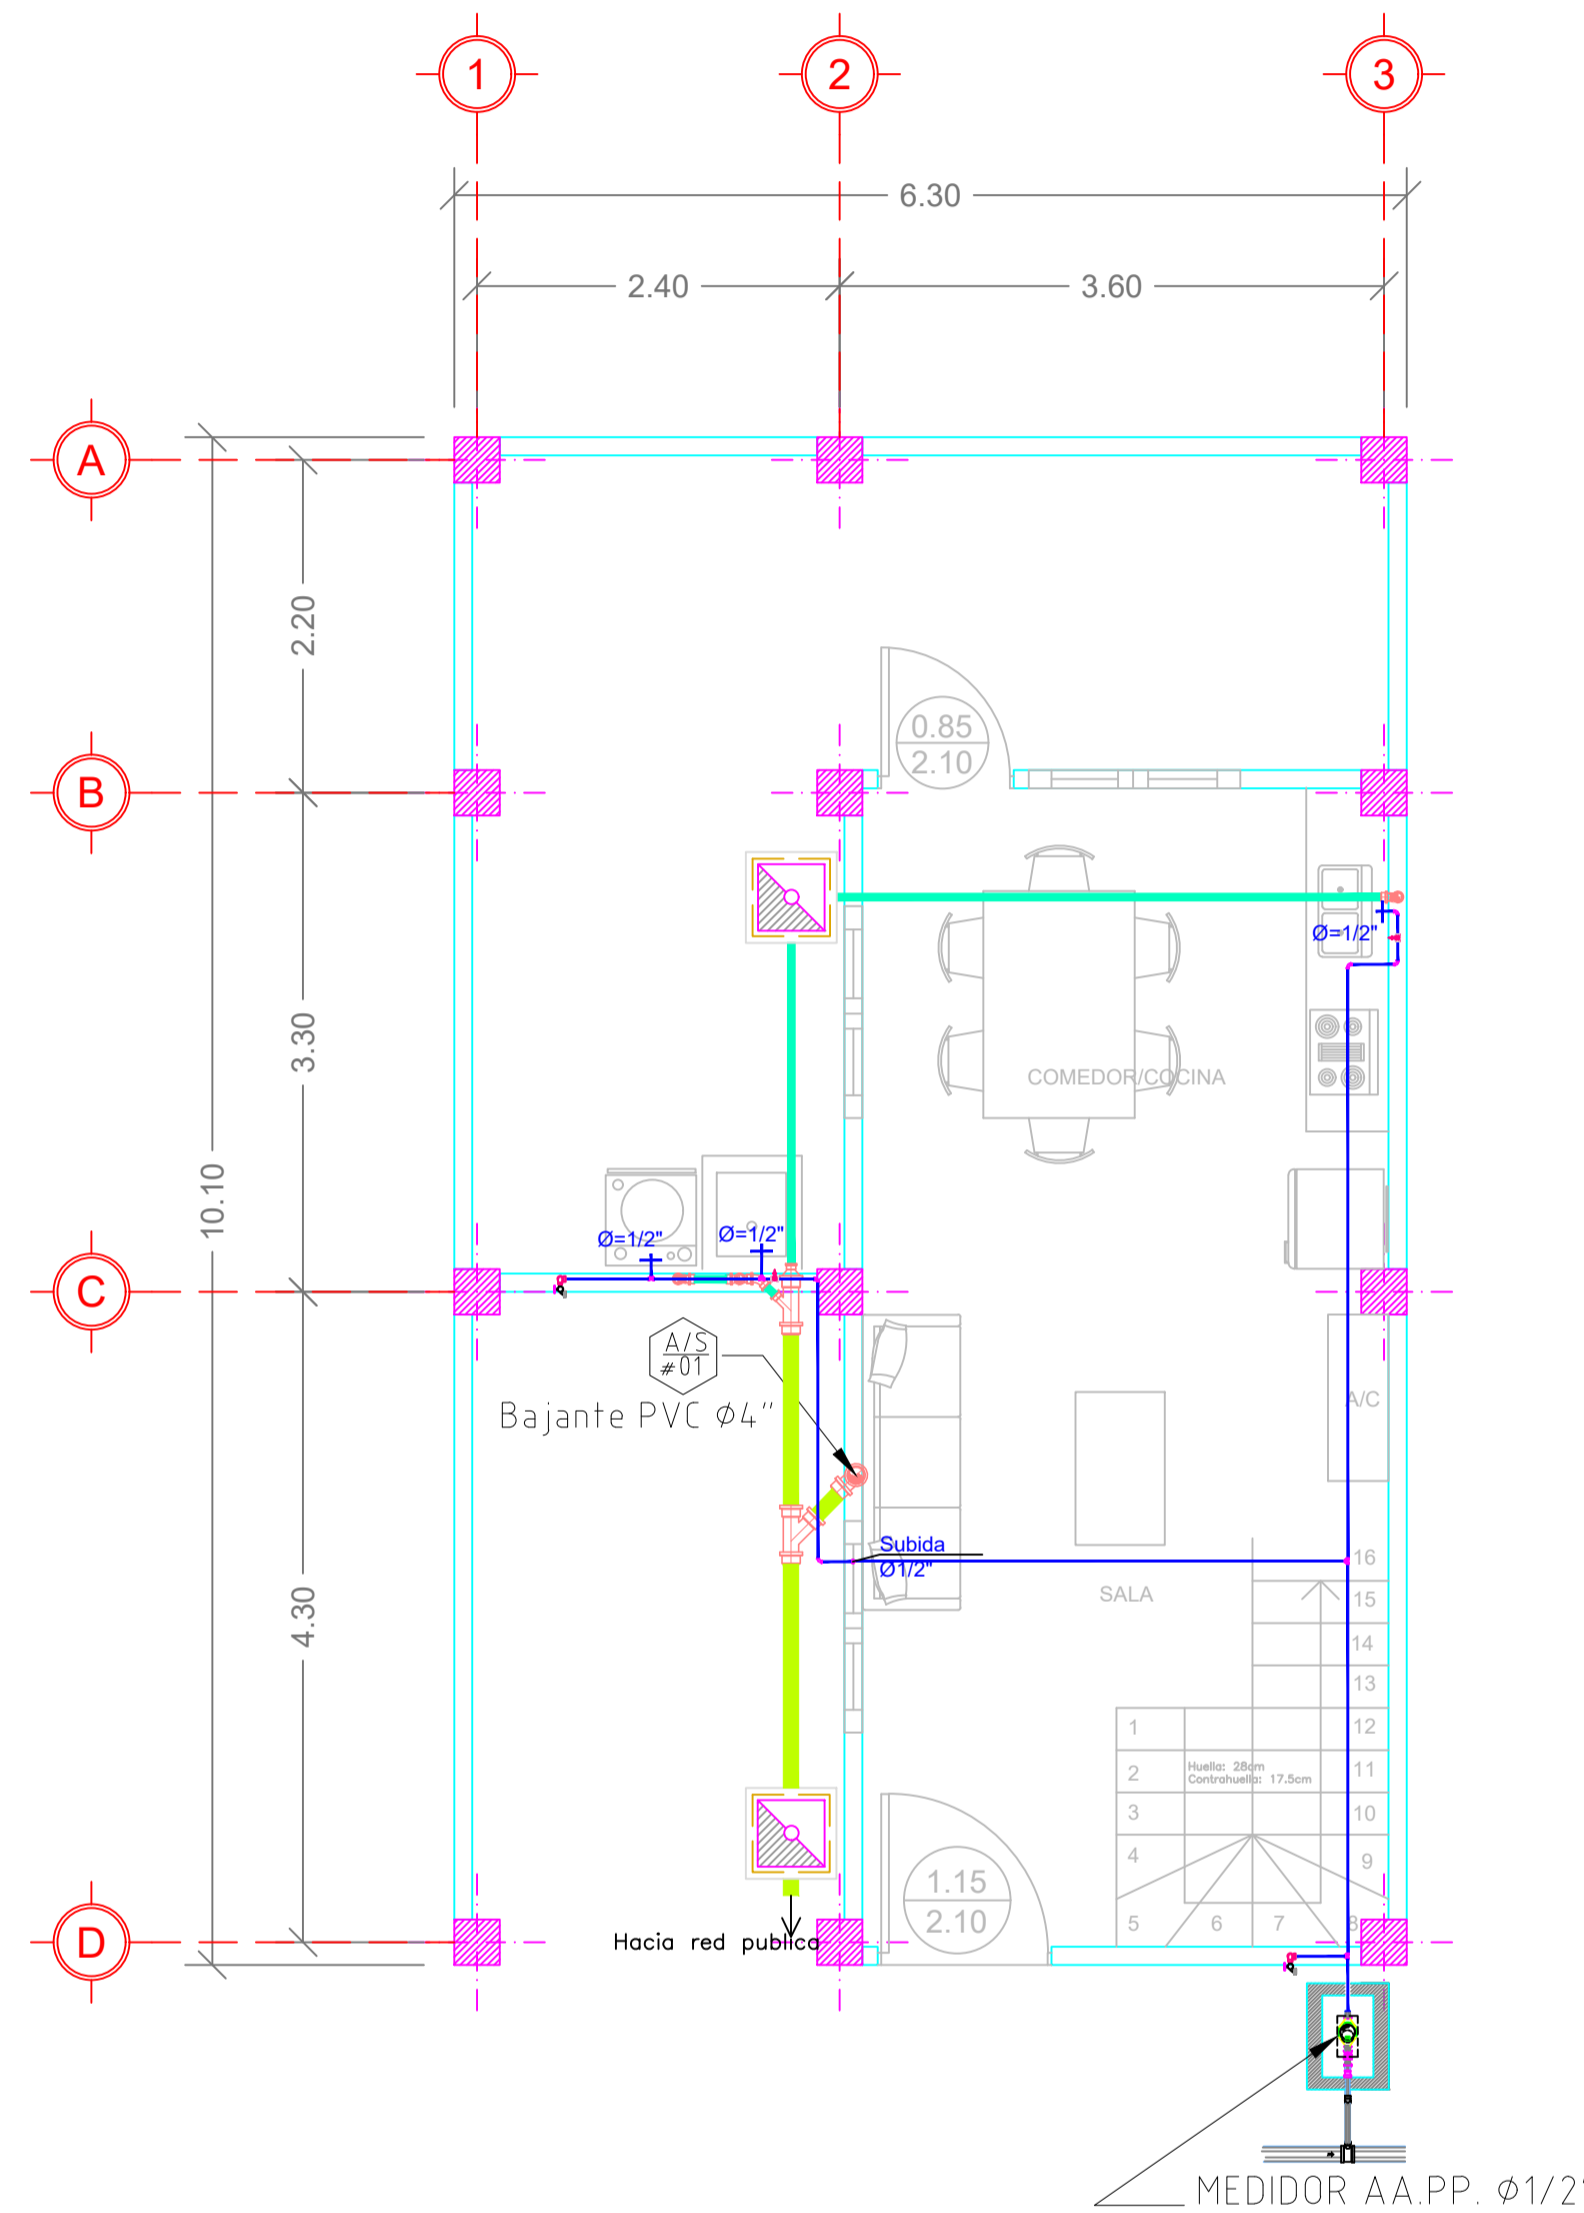 1
2
3
6.30
2.40
3.60
A
2.20
0.85
2.10
B
Ø=1/2"
3.30
COMEDOR/COCINA
10.10
Ø=1/2"
Ø=1/2"
C
A/S
#01
A/C
Bajante PVC Ø4"
Subida
Ø1/2"
16
SALA
15
4.30
14
13
1
12
2
Huella: 28cm
Contrahuella: 17.5cm
11
3
10
4
9
1.15
2.10
5
6
7
8
D
Hacia red publica
MEDIDOR AA.PP. Ø1/2"